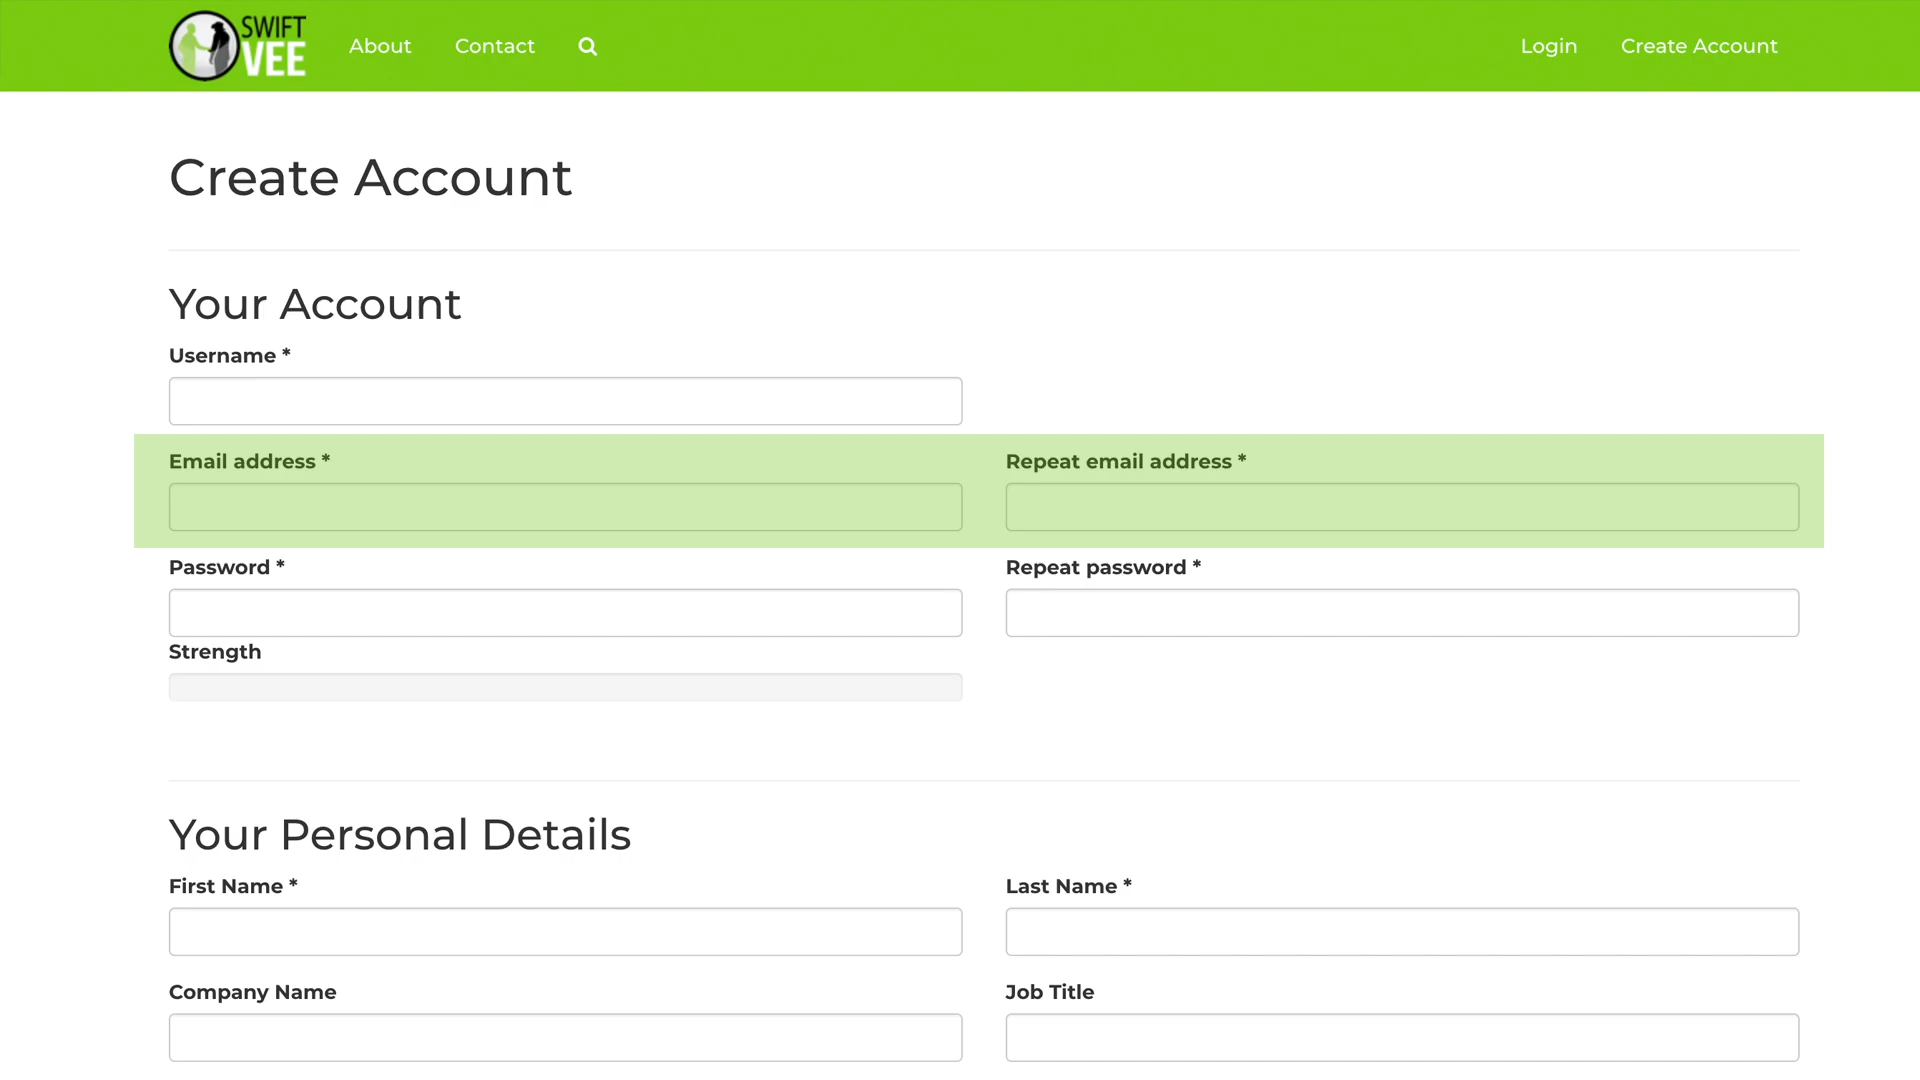 SWIFT
VEE
About
Contact
Login
Create Account
Create Account
Your Account
Username *
Email address *
Repeat email address *
Password *
Repeat password *
Strength
Your Personal Details
First Name *
Last Name *
Company Name
Job Title